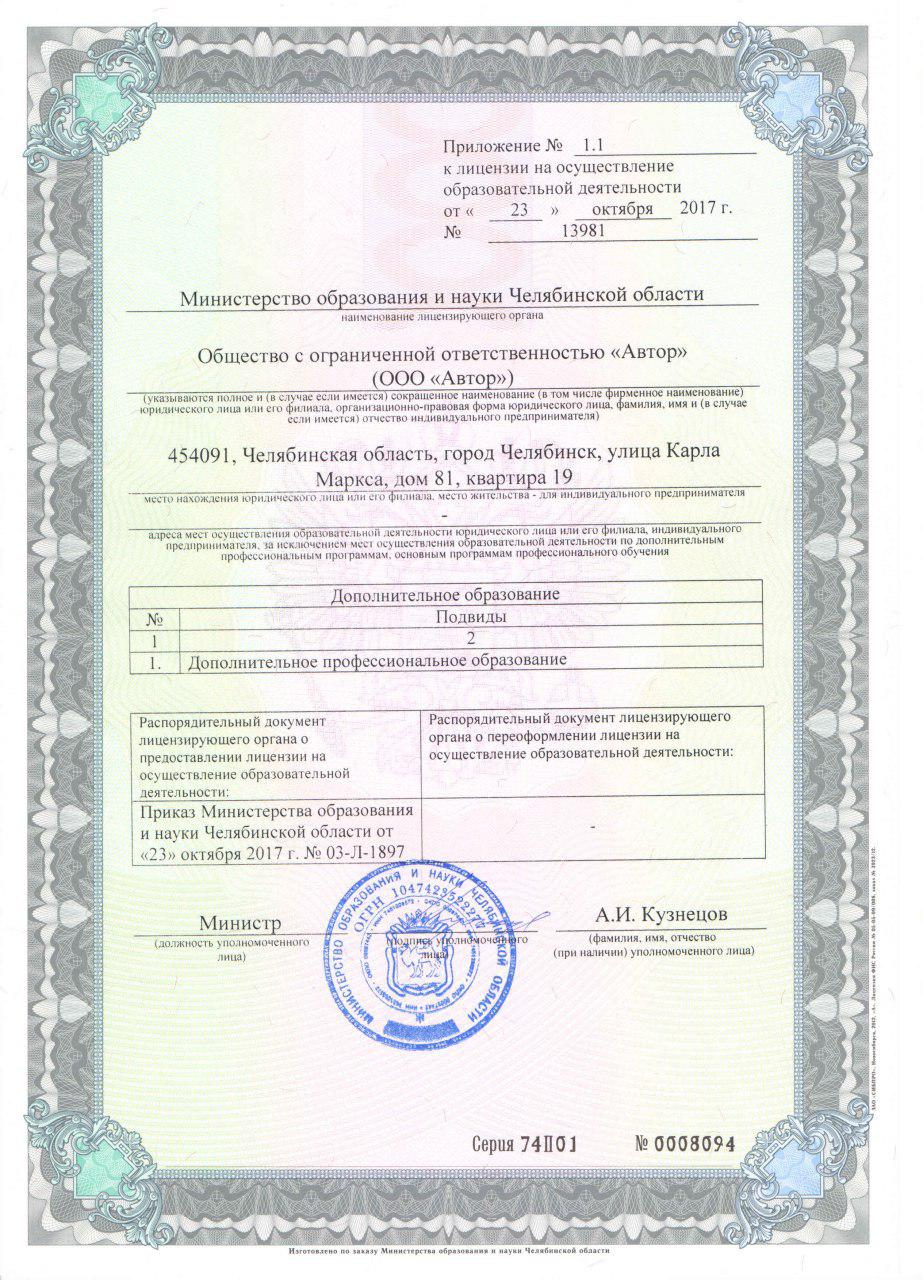 Приложение № 1.1
к лицензии на осуществление
образовательной деятельности
от « 23 » октября 2017 г.
№ 13981
Министерство образования и науки Челябинской области
наименование лицензирующего органа
Общество с ограниченной ответственностью «Автор»
(ООО «Автор»)
(указываются полное и (в случае если имеется) сокращенное наименование (в том числе фирменное наименование)
юридического лица или его филиала, организационно-правовая форма юридического лица, фамилия, имя и (в случае
если имеется) отчество индивидуального предпринимателя)
454091, Челябинская область, город Челябинск, улица Карла
Маркса, дом 81, квартира 19
место нахождения юридического лица или его филиала, место жительства - для индивидуального предпринимателя
-
адреса мест осуществления образовательной деятельности юридического лица или его филиала, индивидуального
предпринимателя, за исключением мест осуществления образовательной деятельности по дополнительным
профессиональным программам, основным программам профессионального обучения
Дополнительное образование
№ Подвиды
1 2
1. Дополнительное профессиональное образование
Распорядительный документ
лицензирующего органа о
предоставлении лицензии на
осуществление образовательной
деятельности:
Распорядительный документ лицензирующего
органа о переоформлении лицензии на
осуществление образовательной деятельности:
Приказ Министерства образования
и науки Челябинской области от
«23» октября 2017 г. № 03-Л-1897
-
Министр
(должность уполномоченного
лица)
(подпись уполномоченного
лица)
А.И. Кузнецов
(фамилия, имя, отчество
(при наличии) уполномоченного лица)
МИНИСТЕРСТВО ОБРАЗОВАНИЯ И НАУКИ ЧЕЛЯБИНСКОЙ ОБЛАСТИ
ОГРН 1047423522277
Серия 74П01 № 0008094
Изготовлено по заказу Министерства образования и науки Челябинской области